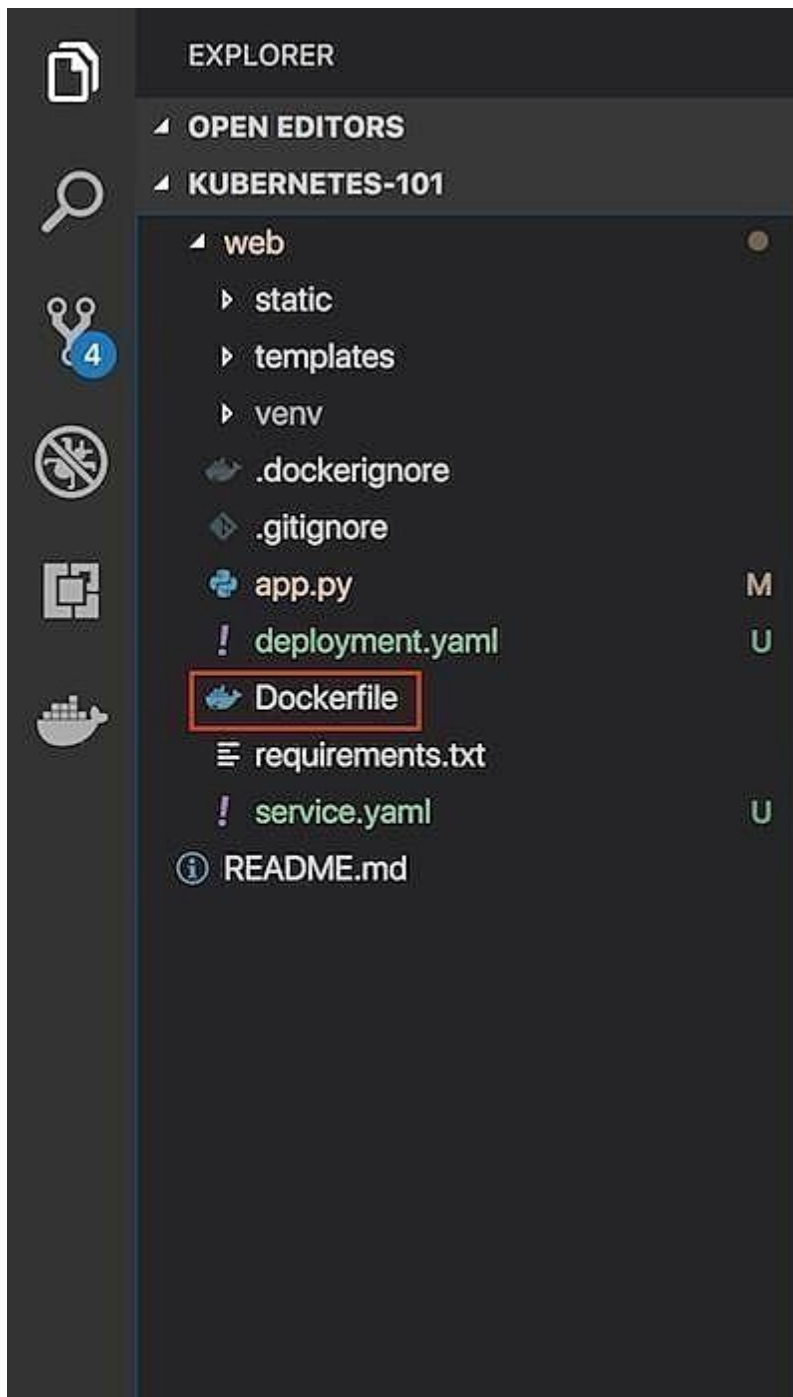 EXPLORER
OPEN EDITORS
KUBERNETES-101
web
static
4
templates
venv
.dockerignore
.gitignore
app.py M
deployment.yaml U
Dockerfile
requirements.txt
service.yaml U
README.md